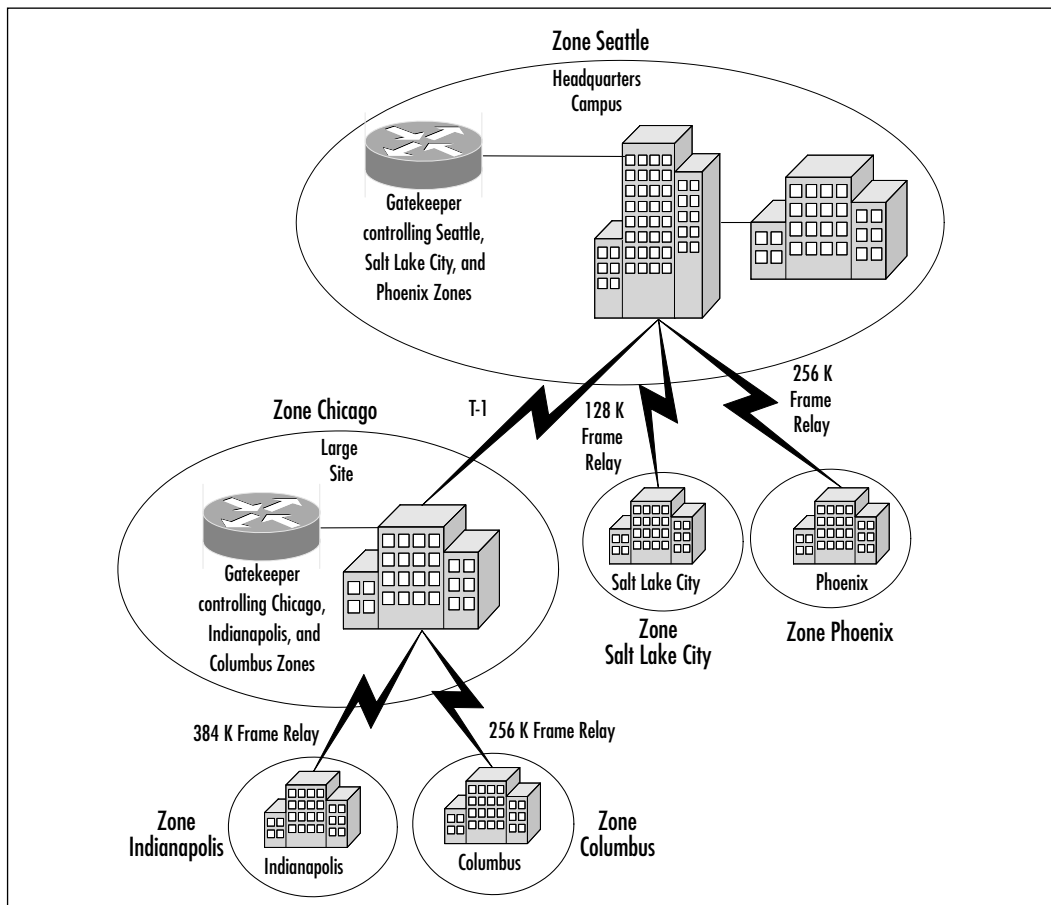 Zone Seattle
Headquarters
Campus
Gatekeeper
controlling Seattle,
Salt Lake City, and
Phoenix Zones
T-1
128 K
Frame
Relay
256 K
Frame
Relay
Zone Chicago
Large
Site
Gatekeeper
controlling Chicago,
Indianapolis, and
Columbus Zones
Salt Lake City
Zone
Salt Lake City
Phoenix
Zone Phoenix
384 K Frame Relay
256 K Frame Relay
Zone
Indianapolis
Indianapolis
Columbus
Zone
Columbus